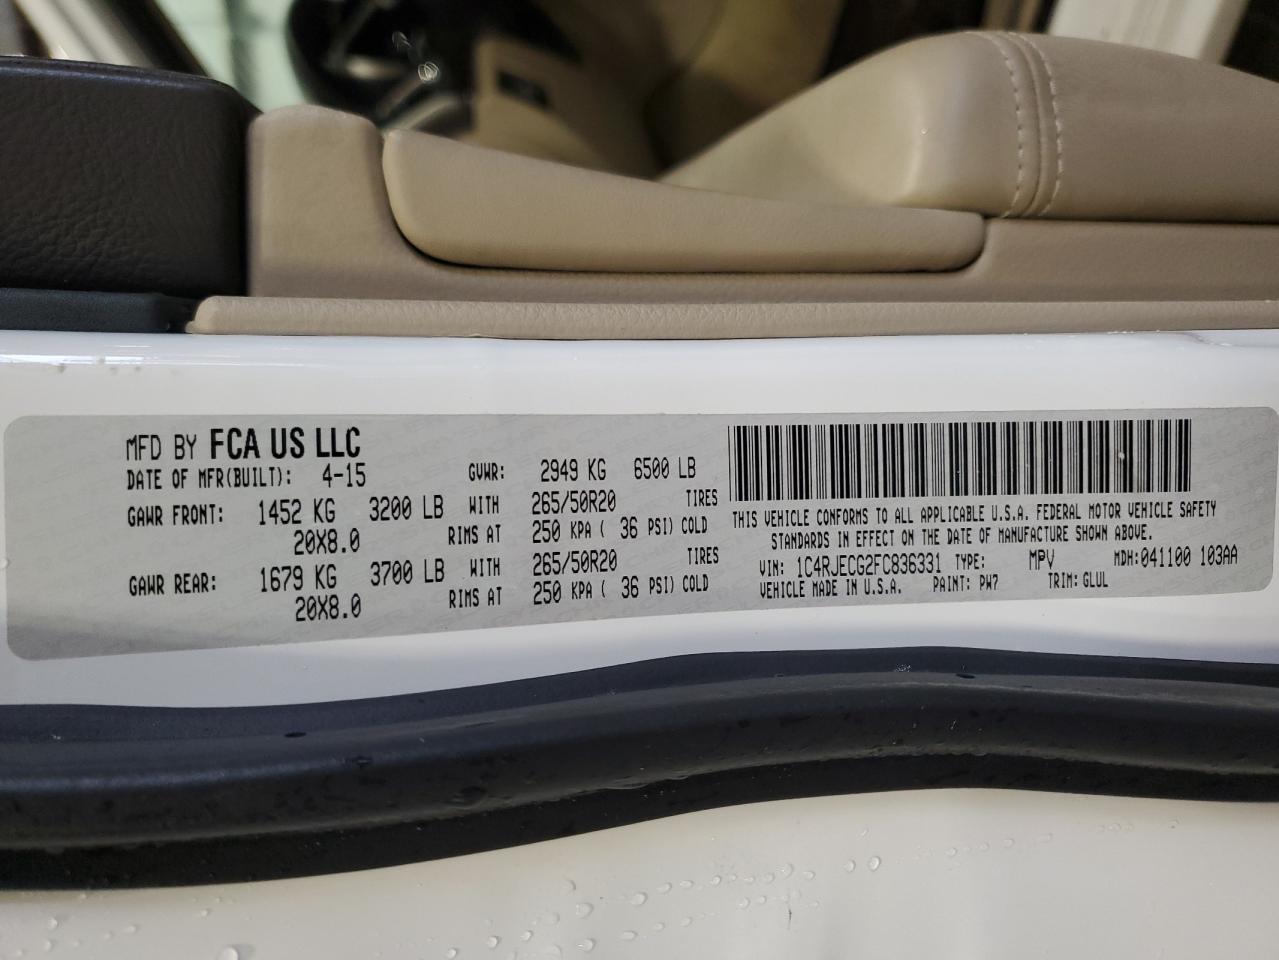 MFD BY FCA US LLC
DATE OF MFR(BUILT): 4-15 GVWR: 2949 KG 6500 LB
GAWR FRONT: 1452 KG 3200 LB WITH 265/50R20 TIRES
20X8.0 RIMS AT 250 KPA ( 36 PSI) COLD
GAWR REAR: 1679 KG 3700 LB WITH 265/50R20 TIRES
20X8.0 RIMS AT 250 KPA ( 36 PSI) COLD
THIS VEHICLE CONFORMS TO ALL APPLICABLE U.S.A. FEDERAL MOTOR VEHICLE SAFETY
STANDARDS IN EFFECT ON THE DATE OF MANUFACTURE SHOWN ABOVE.
VIN: 1C4RJECG2FC836331 TYPE: MPV MDH:041100 103AA
VEHICLE MADE IN U.S.A. PAINT: PW7 TRIM: GLUL